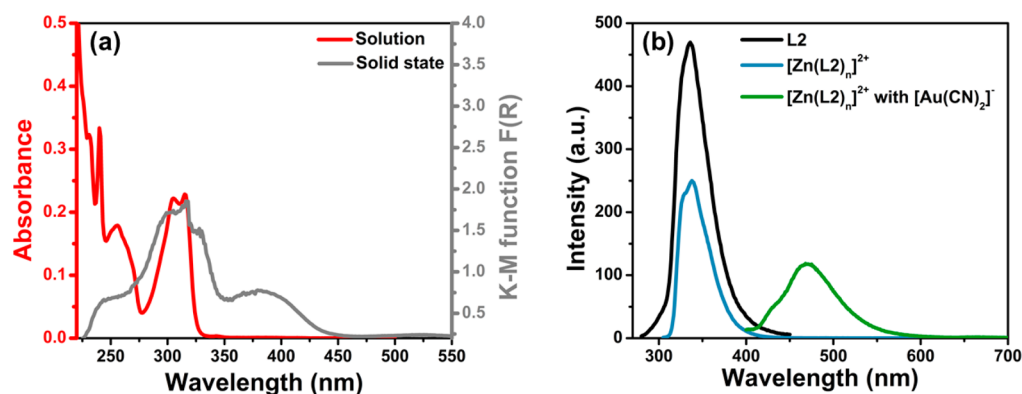 (a)
Solution
Solid state
Absorbance
0.5
0.4
0.3
0.2
0.1
0.0
K-M function F(R)
4.0
3.5
3.0
2.5
2.0
1.5
1.0
0.5
250 300 350 400 450 500 550
Wavelength (nm)
(b)
L2
[Zn(L2)n]2+
[Zn(L2)n]2+ with [Au(CN)2]-
Intensity (a.u.)
500
400
300
200
100
0
300 400 500 600 700
Wavelength (nm)